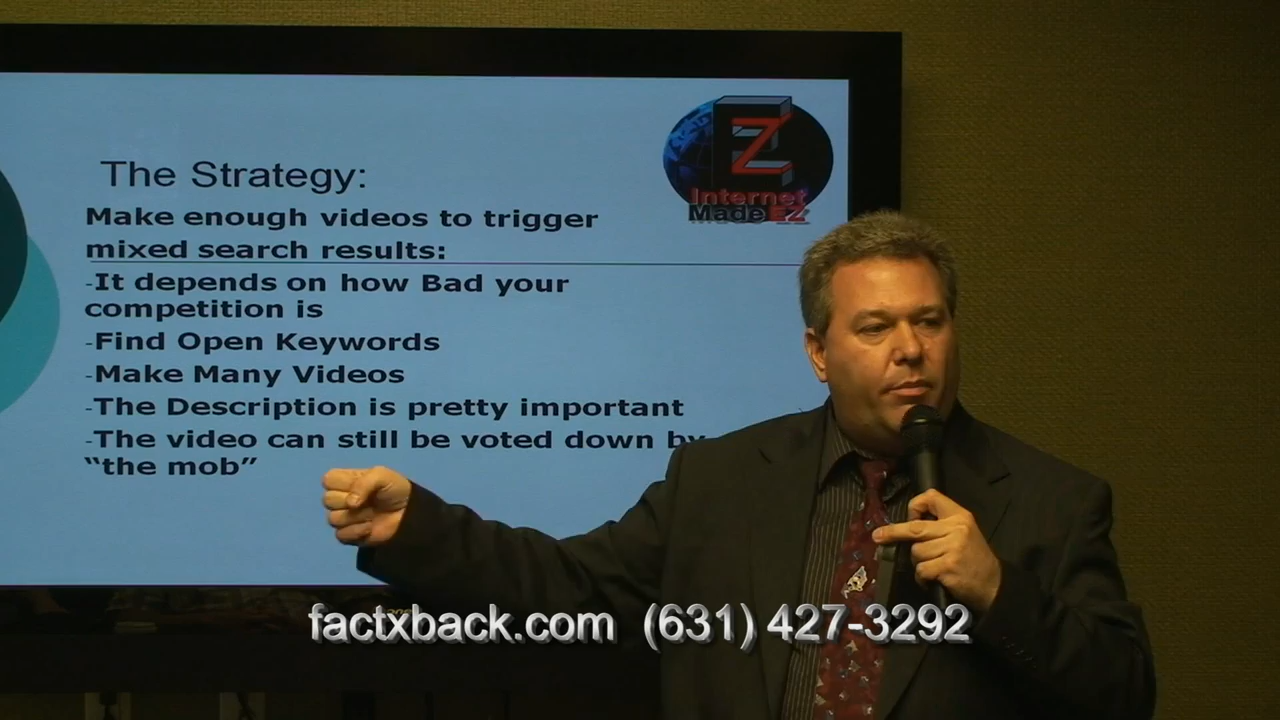 EZ
Internet
Made EZ
The Strategy:
Make enough videos to trigger
mixed search results:
-It depends on how Bad your
competition is
-Find Open Keywords
-Make Many Videos
-The Description is pretty important
-The video can still be voted down by
“the mob”
factxback.com (631) 427-3292